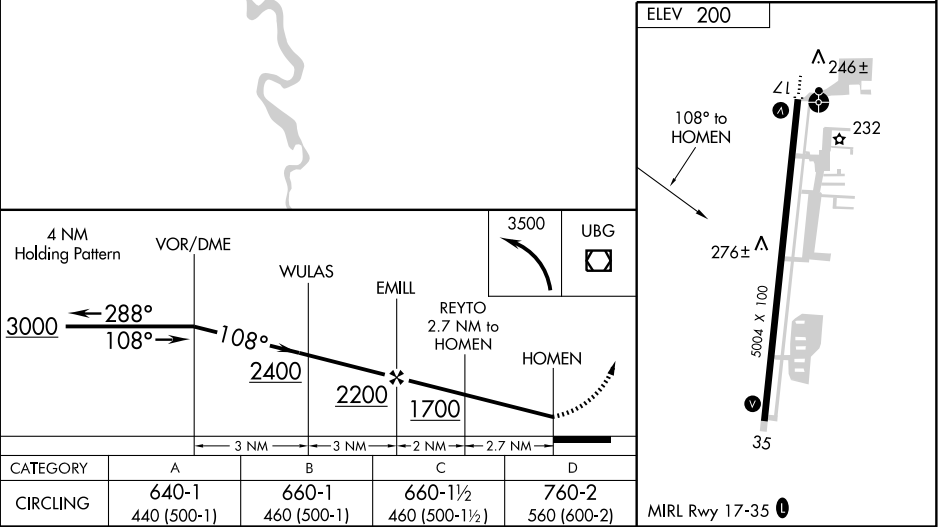 ELEV 200
246±
17
232
108° to
HOMEN
276±
5004 X 100
35
MIRL Rwy 17-35 L
4 NM
Holding Pattern
VOR/DME
WULAS
EMILL
REYTO
2.7 NM to
HOMEN
HOMEN
3500
UBG
3000
288°
108°
108°
2400
2200
1700
3 NM
3 NM
2 NM
2.7 NM
CATEGORY A B C D
CIRCLING
640-1 660-1 660-1½ 760-2
440 (500-1) 460 (500-1) 460 (500-1½) 560 (600-2)
A
V